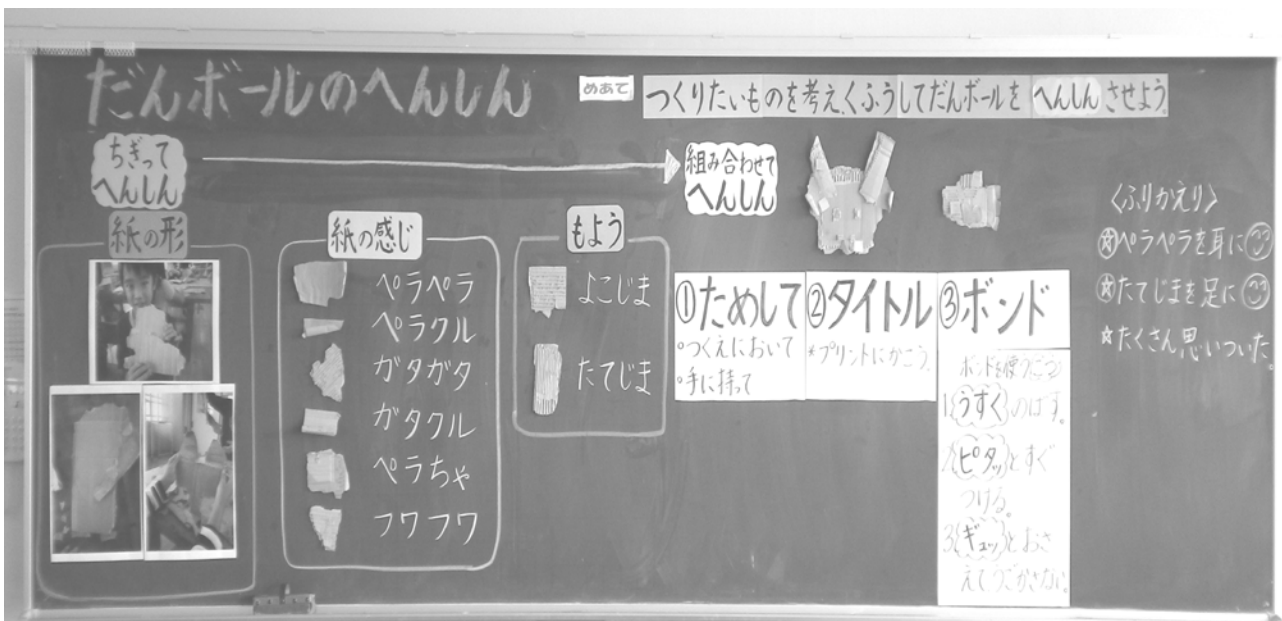 だんボールのへんしん
めあて
つくりたいものを考え、くふうしてだんボールを へんしん させよう。
ちぎって
へんしん
組み合わせて
へんしん
紙の形
紙の感じ
ペラペラ
ペラクル
ガタガタ
ガタクル
ペラちゃ
フワフワ
もよう
よこじま
たてじま
①ためして
○つくえにおいて
○手に持って
②タイトル
*プリントにかこう。
③ボンド
ボンドを使うこつ
1.うすくのばす。
2.ピタッとすぐ
つける。
3.ギュッとおさ
えてうごかさない。
〈ふりかえり〉
☆ペラペラを耳に
☆たてじまを足に
☆たくさん思いついた。